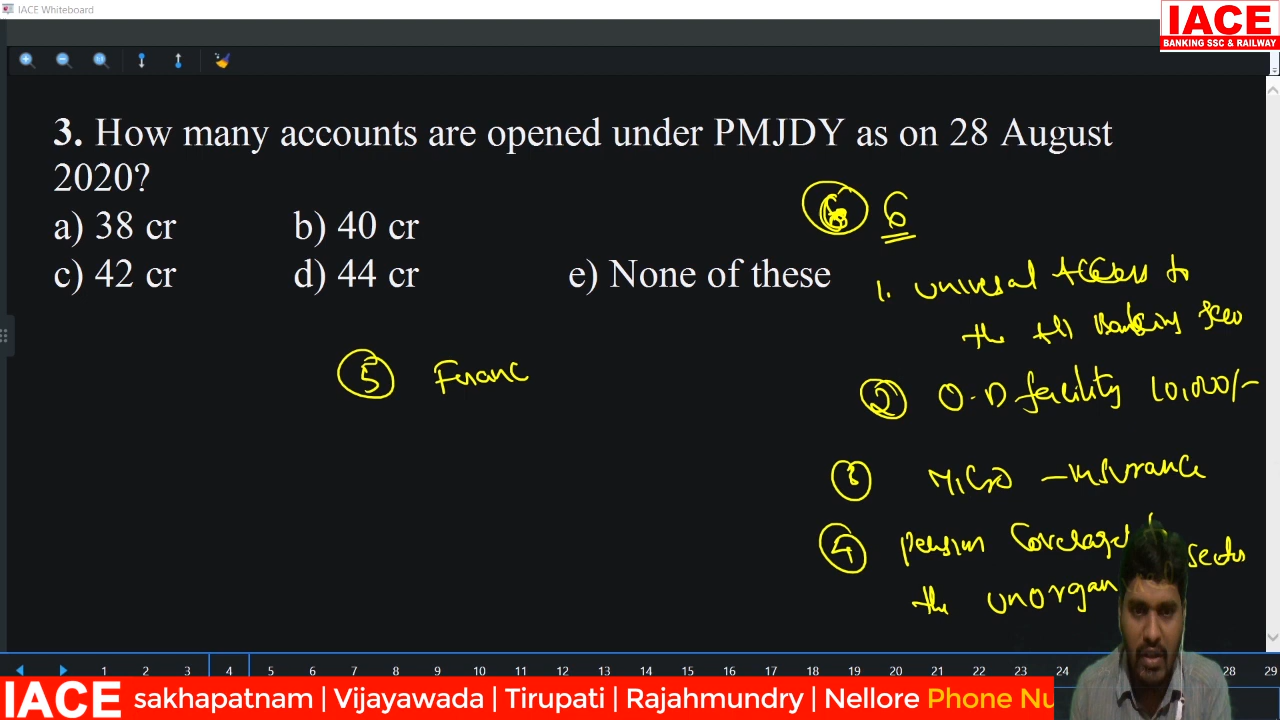 IACE Whiteboard
IACE
BANKING SSC & RAILWAY
3. How many accounts are opened under PMJDY as on 28 August
2020?
a) 38 cr b) 40 cr
c) 42 cr d) 44 cr e) None of these
6 6
1. Universal Access to
the All Banking
2 O.D facility 10,000/-
3 Micro - Insurance
4 Pension Coverage
the unorgan
5 Financ
1 2 3 4 5 6 7 8 9 10 11 12 13 14 15 16 17 18 19 20 21 22 23 24 28 29
IACE sakhapatnam | Vijayawada | Tirupati | Rajahmundry | Nellore Phone Nu